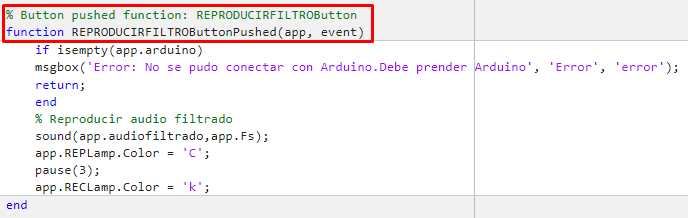 % Button pushed function: REPRODUCIRFILTROButton
function REPRODUCIRFILTROButtonPushed(app, event)
if isempty(app.arduino)
msgbox('Error: No se pudo conectar con Arduino.Debe prender Arduino', 'Error', 'error');
return;
end
% Reproducir audio filtrado
sound(app.audiofiltrado,app.Fs);
app.REPLamp.Color = 'C';
pause(3);
app.RECLamp.Color = 'k';
end